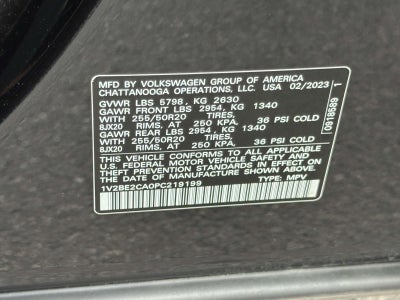 MFD BY VOLKSWAGEN GROUP OF AMERICA
CHATTANOOGA OPERATIONS, LLC. USA 02/2023
GVWR LBS 5798, KG 2630
GAWR FRONT LBS 2954, KG 1340
WITH 255/50R20 TIRES,
8JX20 RIMS, AT 250 KPA. 36 PSI COLD
GAWR REAR LBS 2954, KG 1340
WITH 255/50R20 TIRES,
8JX20 RIMS, AT 250 KPA. 36 PSI COLD
THIS VEHICLE CONFORMS TO ALL APPLICABLE
U.S. FEDERAL MOTOR VEHICLE SAFETY AND
THEFT PREVENTION STANDARDS IN EFFECT ON
THE DATE OF MANUFACTURE SHOWN ABOVE.
1V2BE2CA0PC219199 TYPE: MPV
0918589 1